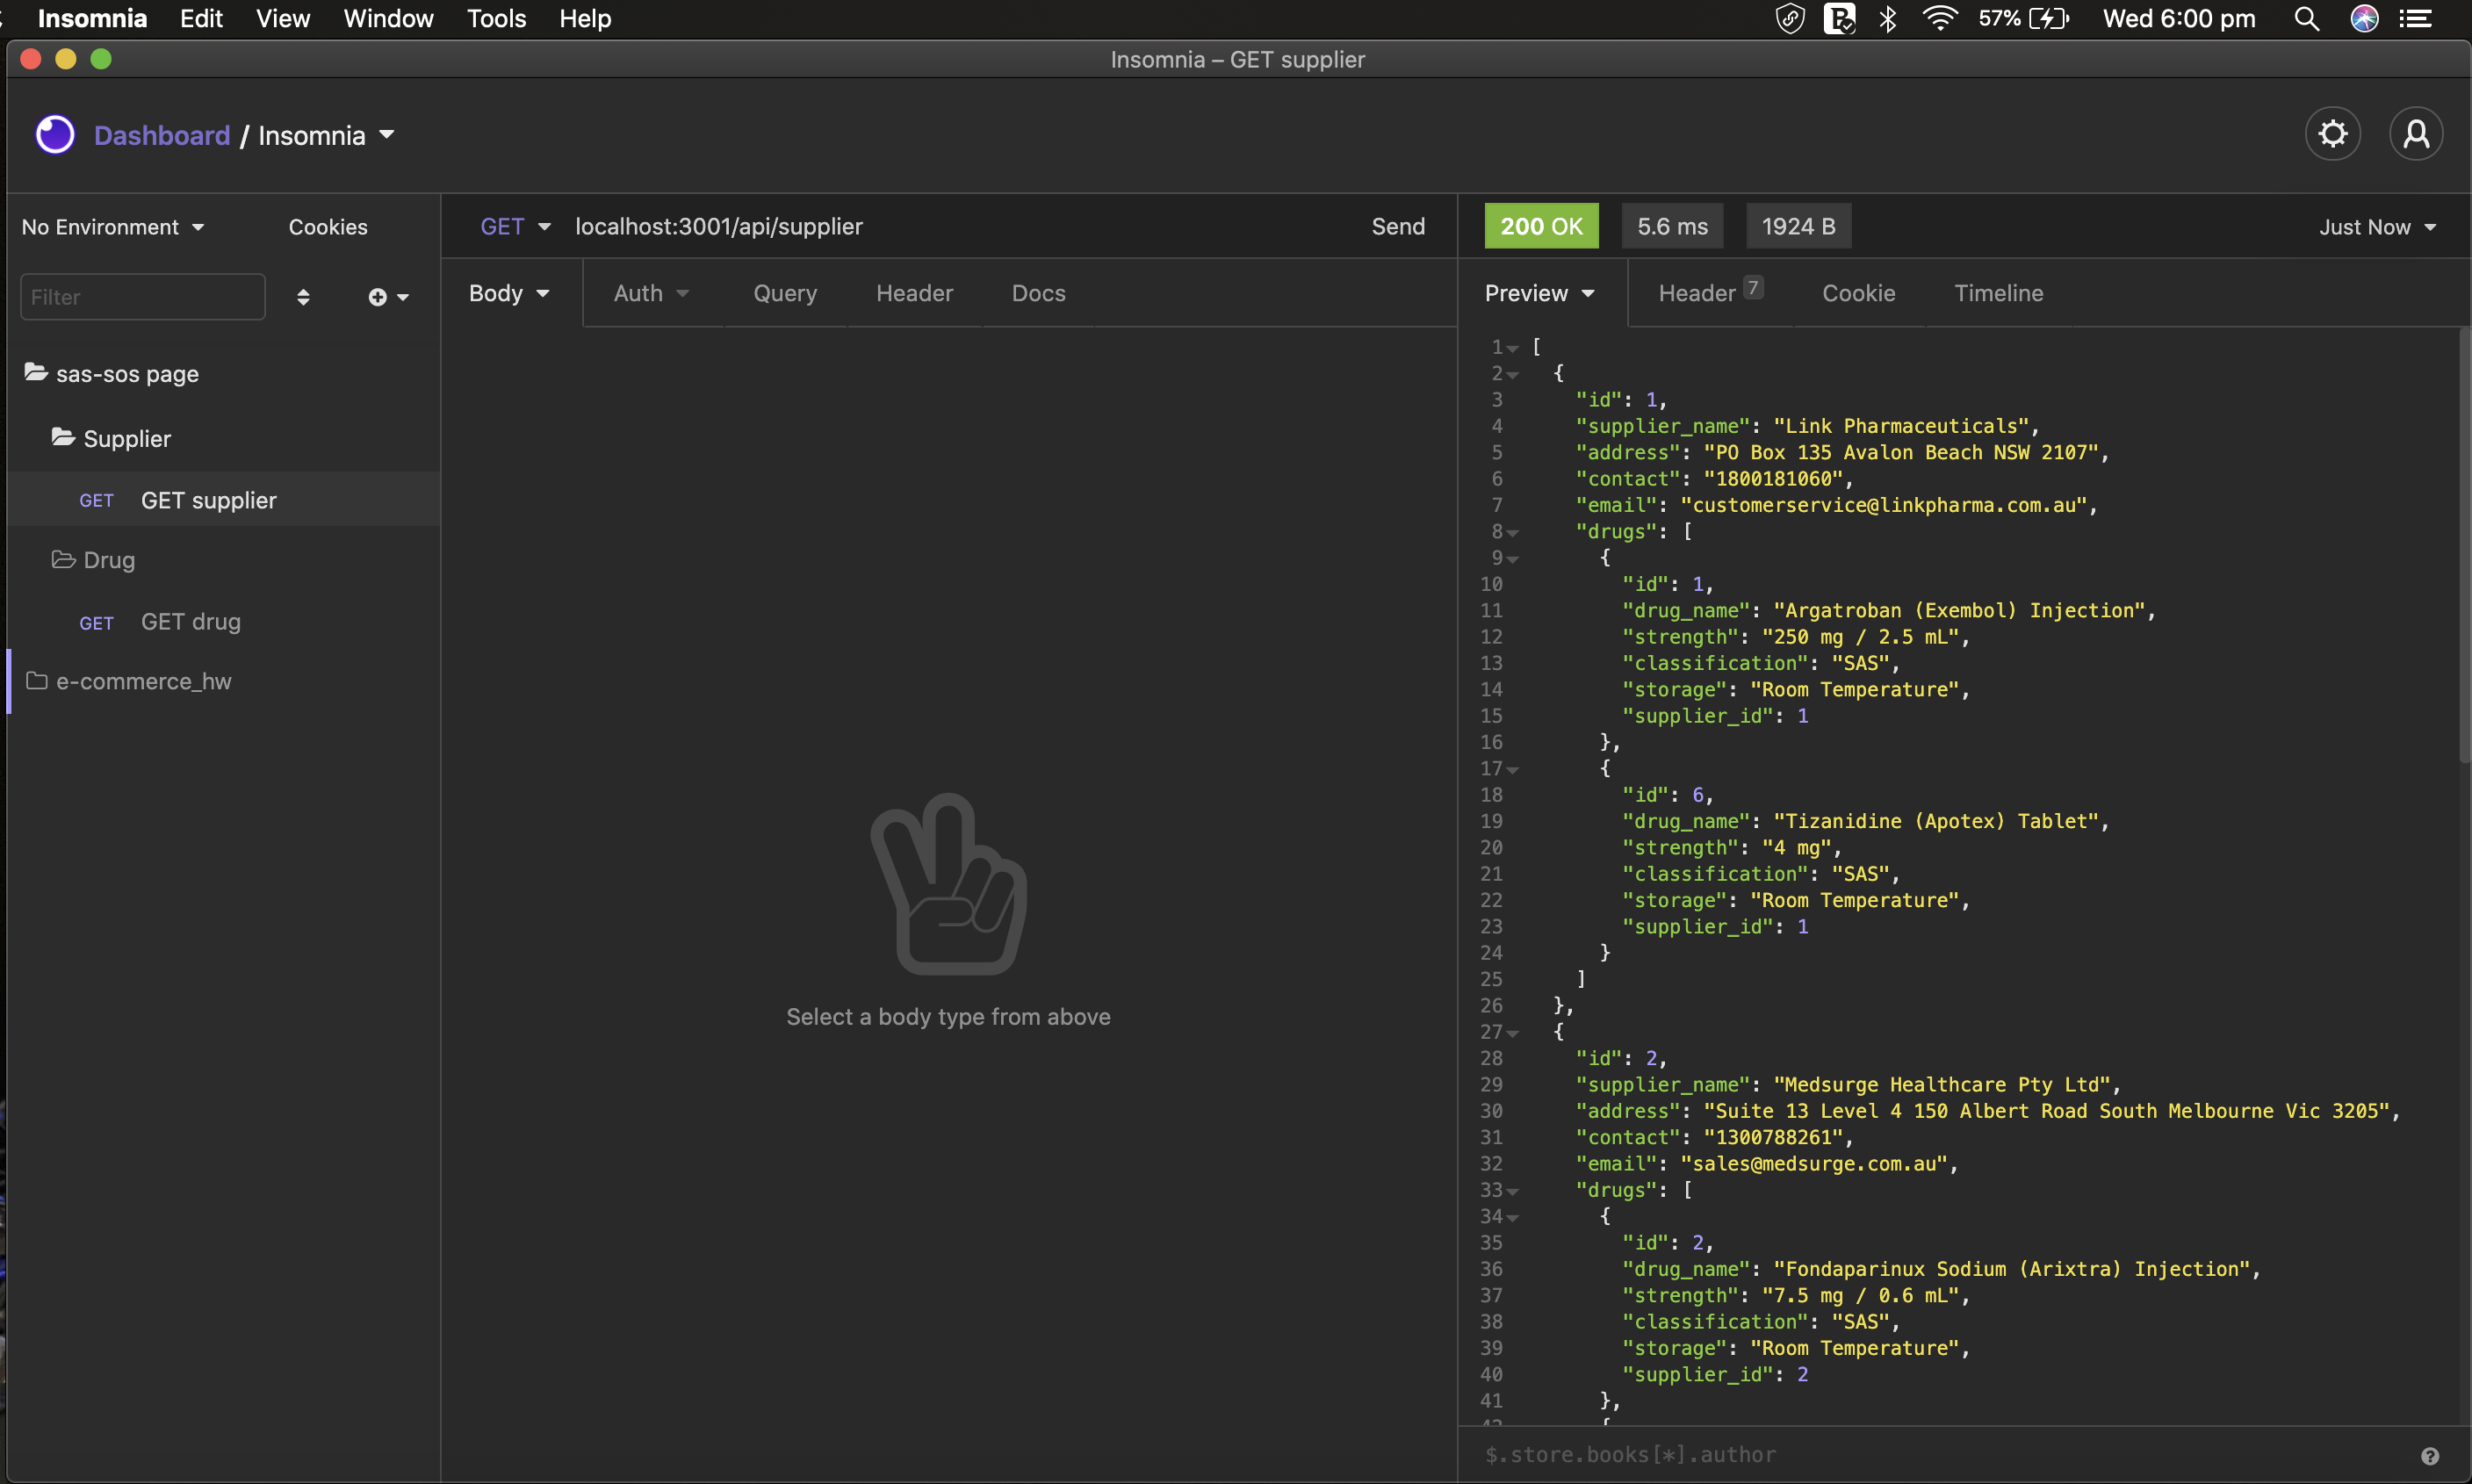 Insomnia Edit View Window Tools Help 57% Wed 6:00 pm
Insomnia – GET supplier
Dashboard / Insomnia
No Environment Cookies
GET localhost:3001/api/supplier Send
200 OK 5.6 ms 1924 B Just Now
Filter
Body Auth Query Header Docs
Preview Header 7 Cookie Timeline
sas-sos page
Supplier
GET GET supplier
Drug
GET GET drug
e-commerce_hw
Select a body type from above
1 [
2 {
3 "id": 1,
4 "supplier_name": "Link Pharmaceuticals",
5 "address": "PO Box 135 Avalon Beach NSW 2107",
6 "contact": "1800181060",
7 "email": "customerservice@linkpharma.com.au",
8 "drugs": [
9 {
10 "id": 1,
11 "drug_name": "Argatroban (Exembol) Injection",
12 "strength": "250 mg / 2.5 mL",
13 "classification": "SAS",
14 "storage": "Room Temperature",
15 "supplier_id": 1
16 },
17 {
18 "id": 6,
19 "drug_name": "Tizanidine (Apotex) Tablet",
20 "strength": "4 mg",
21 "classification": "SAS",
22 "storage": "Room Temperature",
23 "supplier_id": 1
24 }
25 ]
26 },
27 {
28 "id": 2,
29 "supplier_name": "Medsurge Healthcare Pty Ltd",
30 "address": "Suite 13 Level 4 150 Albert Road South Melbourne Vic 3205",
31 "contact": "1300788261",
32 "email": "sales@medsurge.com.au",
33 "drugs": [
34 {
35 "id": 2,
36 "drug_name": "Fondaparinux Sodium (Arixtra) Injection",
37 "strength": "7.5 mg / 0.6 mL",
38 "classification": "SAS",
39 "storage": "Room Temperature",
40 "supplier_id": 2
41 },
$.store.books[*].author